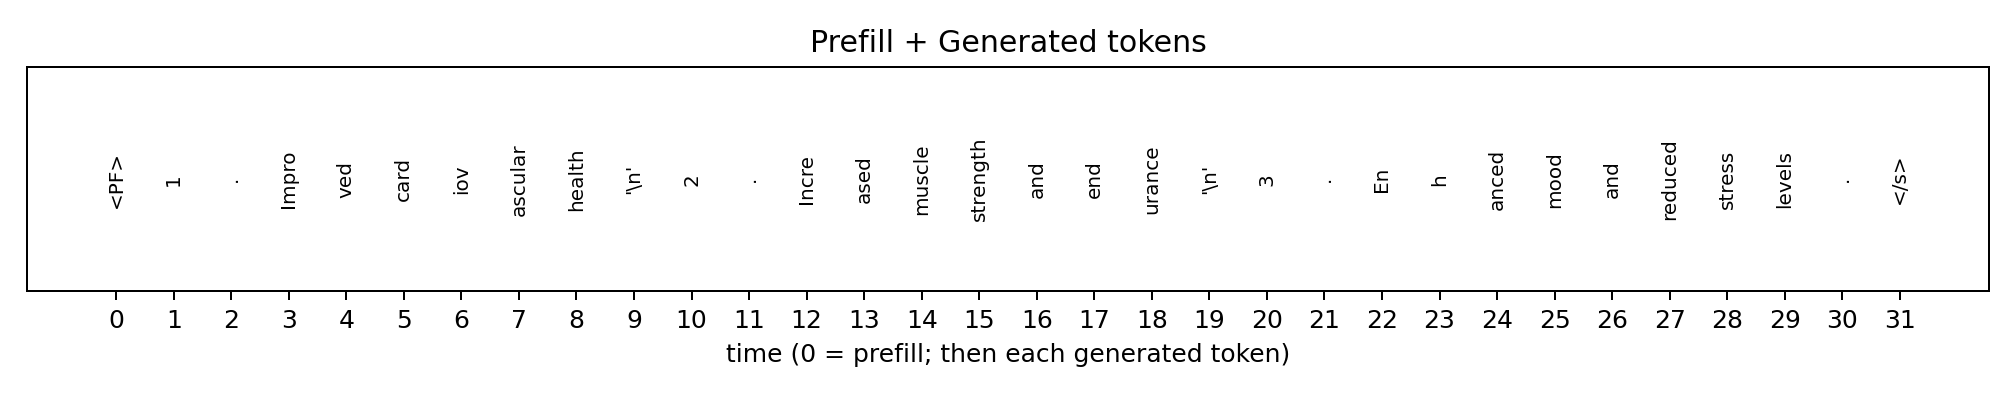 Prefill + Generated tokens
<PF> 1 . Impro ved card iov ascular health '\n' 2 . Incre ased muscle strength and end urance '\n' 3 . En h anced mood and reduced stress levels . </s>
0 1 2 3 4 5 6 7 8 9 10 11 12 13 14 15 16 17 18 19 20 21 22 23 24 25 26 27 28 29 30 31
time (0 = prefill; then each generated token)